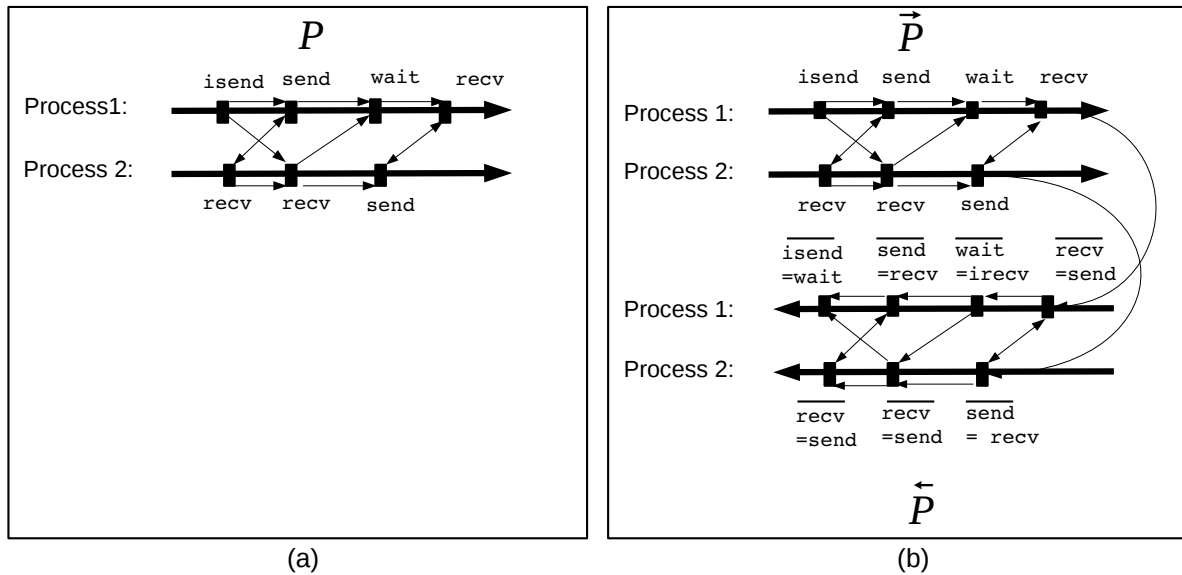 P
isend send wait recv
Process1:
Process 2:
recv recv send
(a)
P⃗
isend send wait recv
Process 1:
Process 2:
recv recv send
isend send wait recv
=wait =recv =irecv =send
Process 1:
Process 2:
recv recv send
=send =send = recv
P⃖
(b)